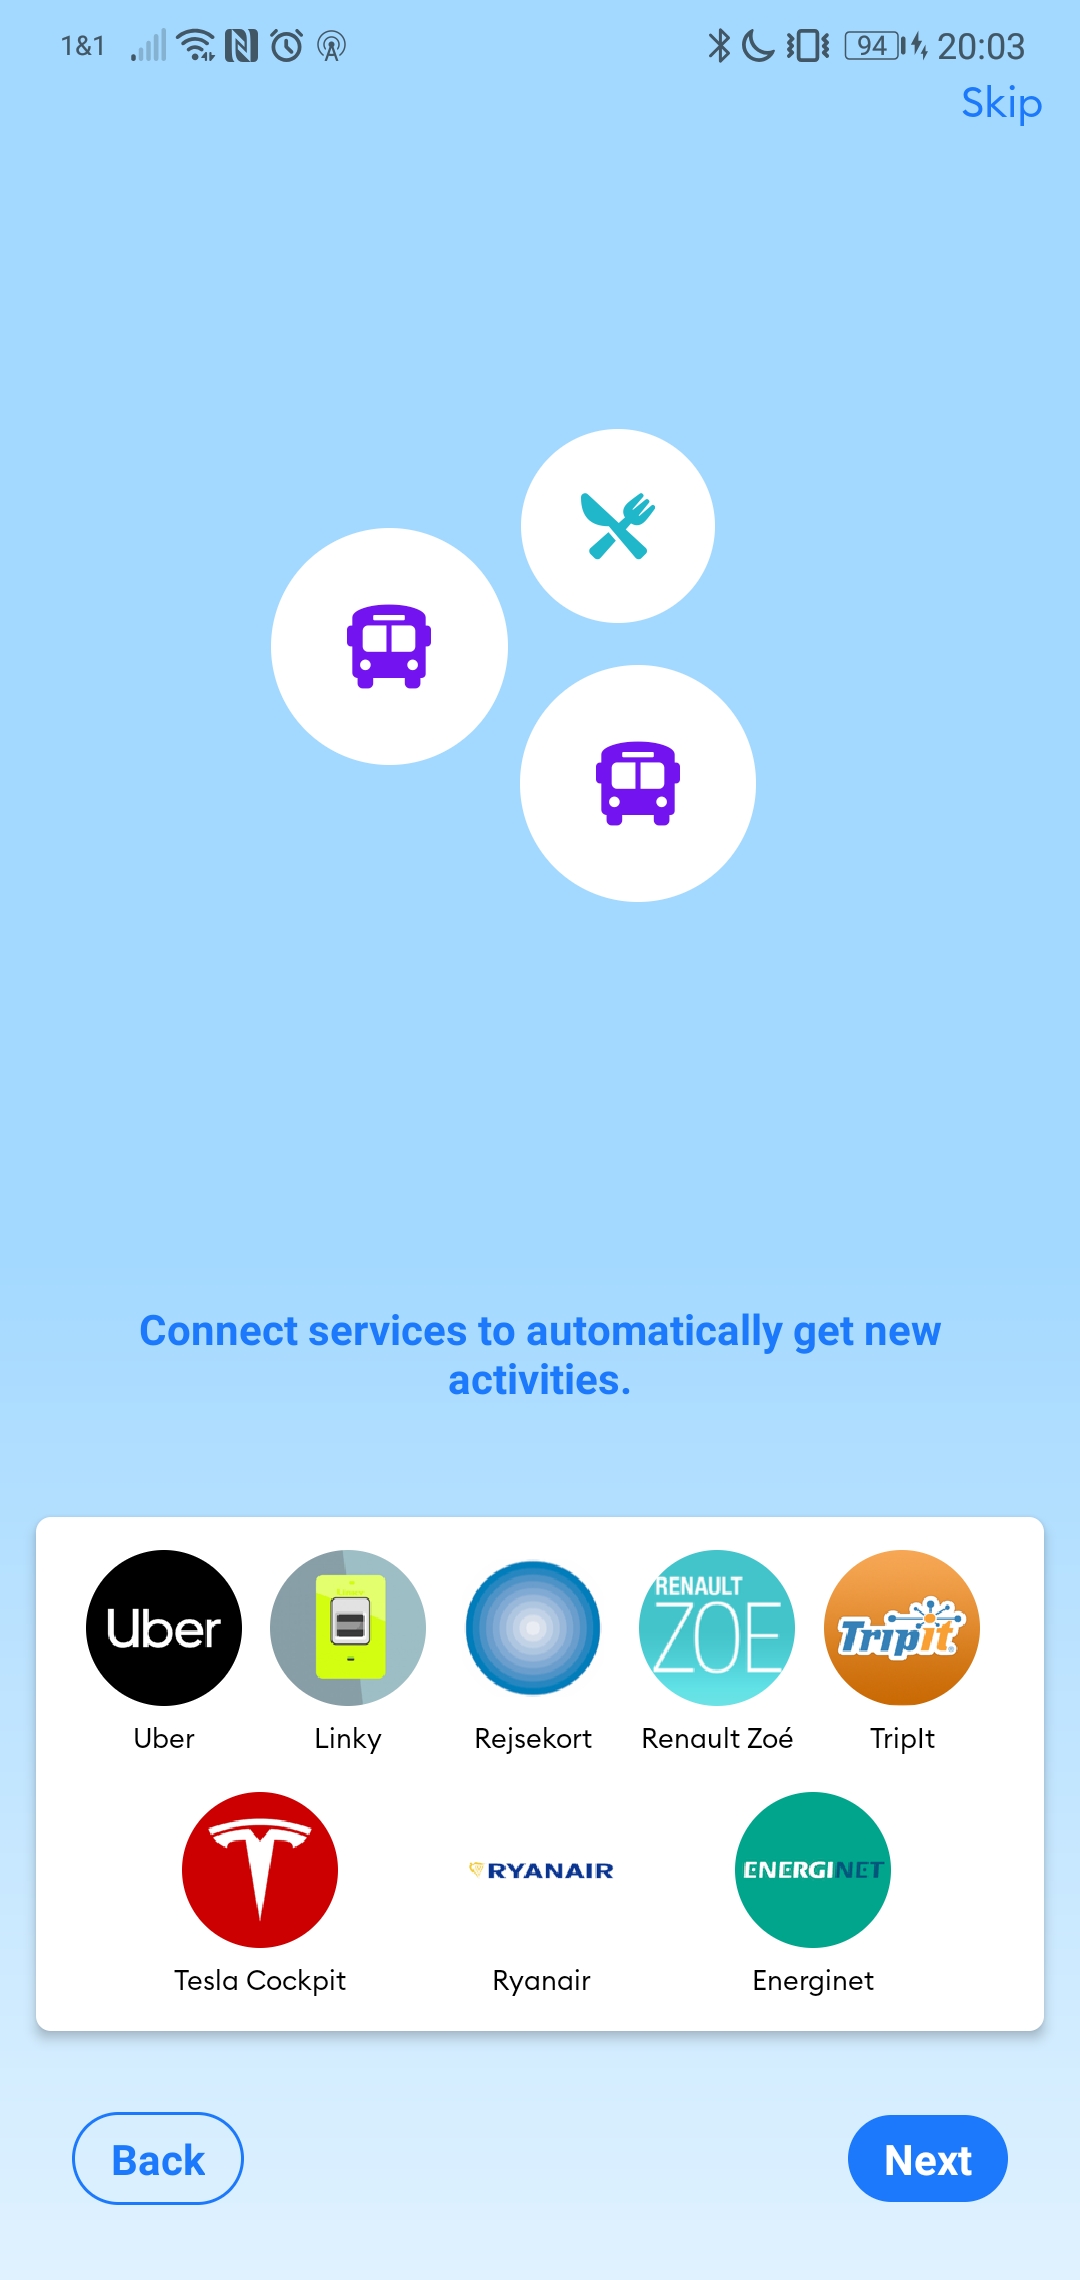 1&1
94
20:03
Skip
Connect services to automatically get new
activities.
Uber
RENAULT
ZOE
TripIt
Uber
Linky
Rejsekort
Renault Zoé
TripIt
RYANAIR
ENERGINET
Tesla Cockpit
Ryanair
Energinet
Back
Next